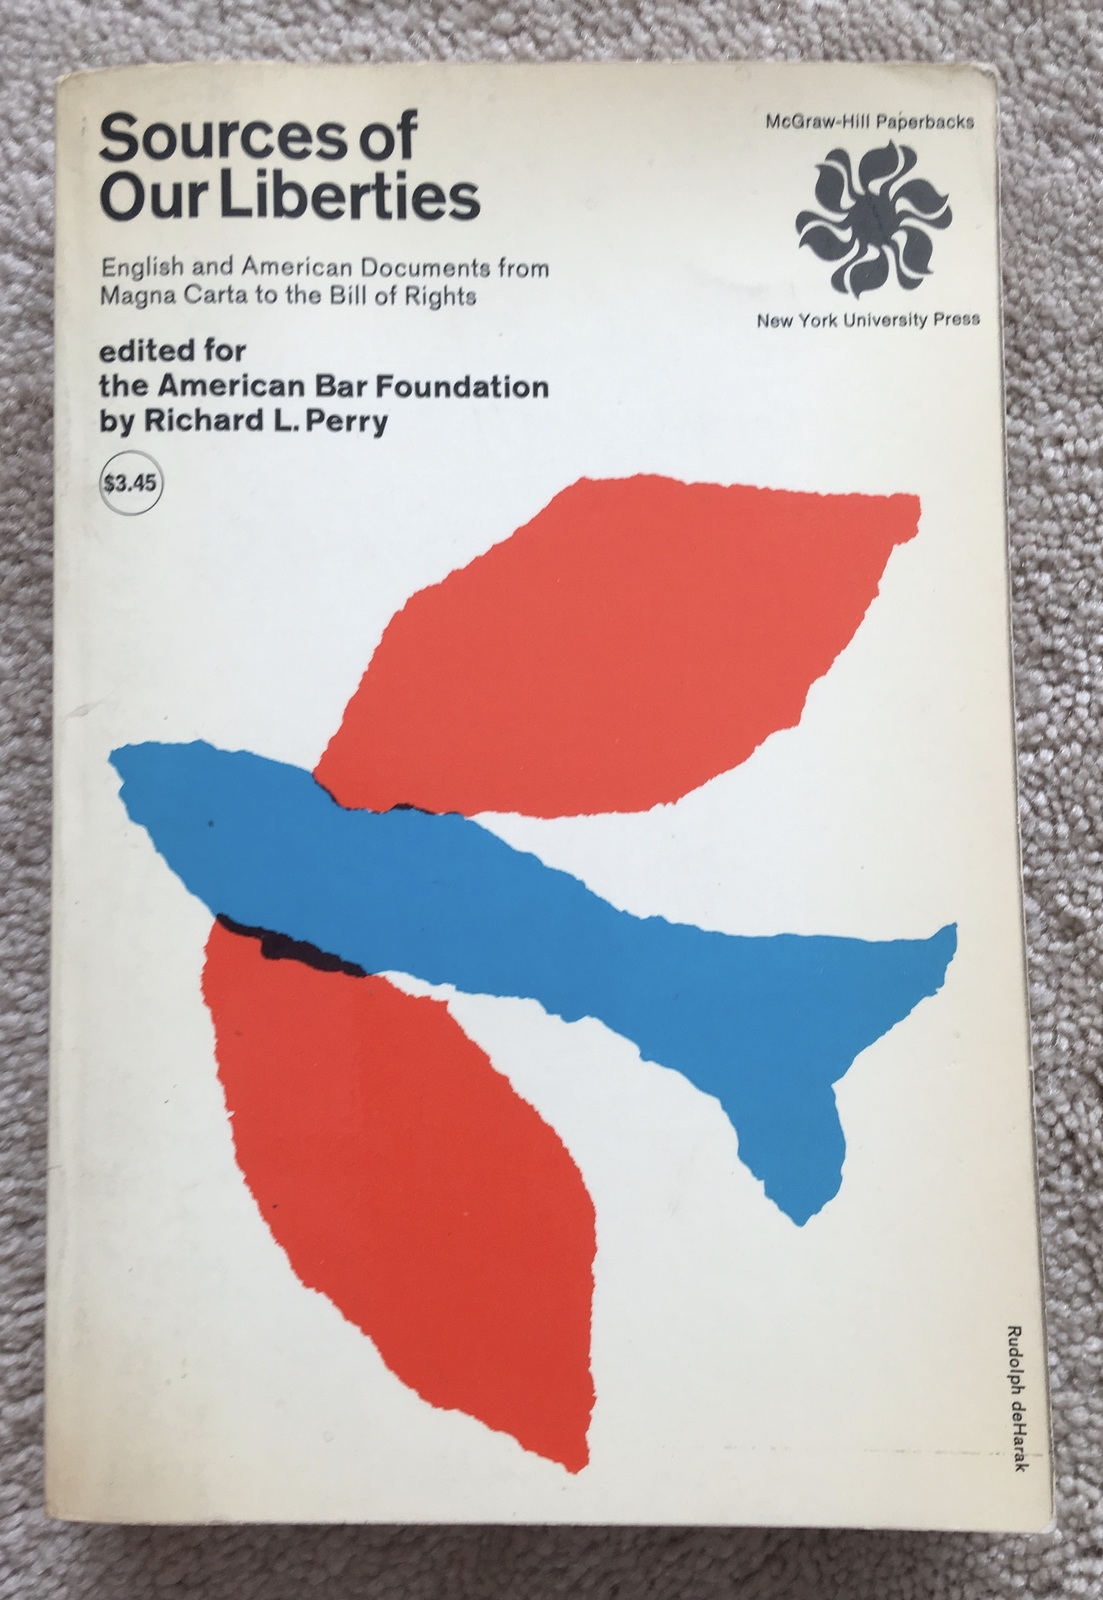 Sources of
Our Liberties
English and American Documents from
Magna Carta to the Bill of Rights
edited for
the American Bar Foundation
by Richard L. Perry
$3.45
McGraw-Hill Paperbacks
New York University Press
Rudolph deHarak